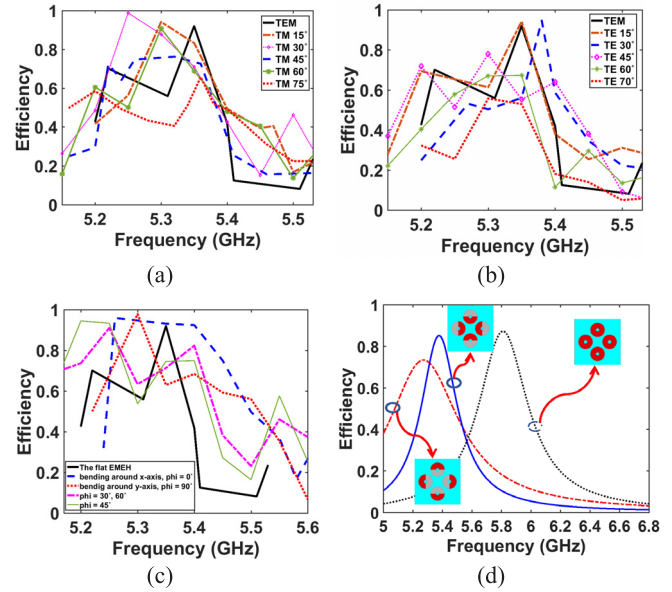 1
0.8
0.6
0.4
0.2
0
Efficiency
TEM
TM 15°
TM 30°
TM 45°
TM 60°
TM 75°
5.2 5.3 5.4 5.5
Frequency (GHz)
(a)
1
0.8
0.6
0.4
0.2
0
Efficiency
TEM
TE 15°
TE 30°
TE 45°
TE 60°
TE 70°
5.2 5.3 5.4 5.5
Frequency (GHz)
(b)
1
0.8
0.6
0.4
0.2
0
Efficiency
The flat EMEH
bending around x-axis, phi = 0°
bendig around y-axis, phi = 90°
phi = 30°, 60°
phi = 45°
5.2 5.3 5.4 5.5 5.6
Frequency (GHz)
(c)
1
0.8
0.6
0.4
0.2
0
Efficiency
5 5.2 5.4 5.6 5.8 6 6.2 6.4 6.6 6.8
Frequency (GHz)
(d)